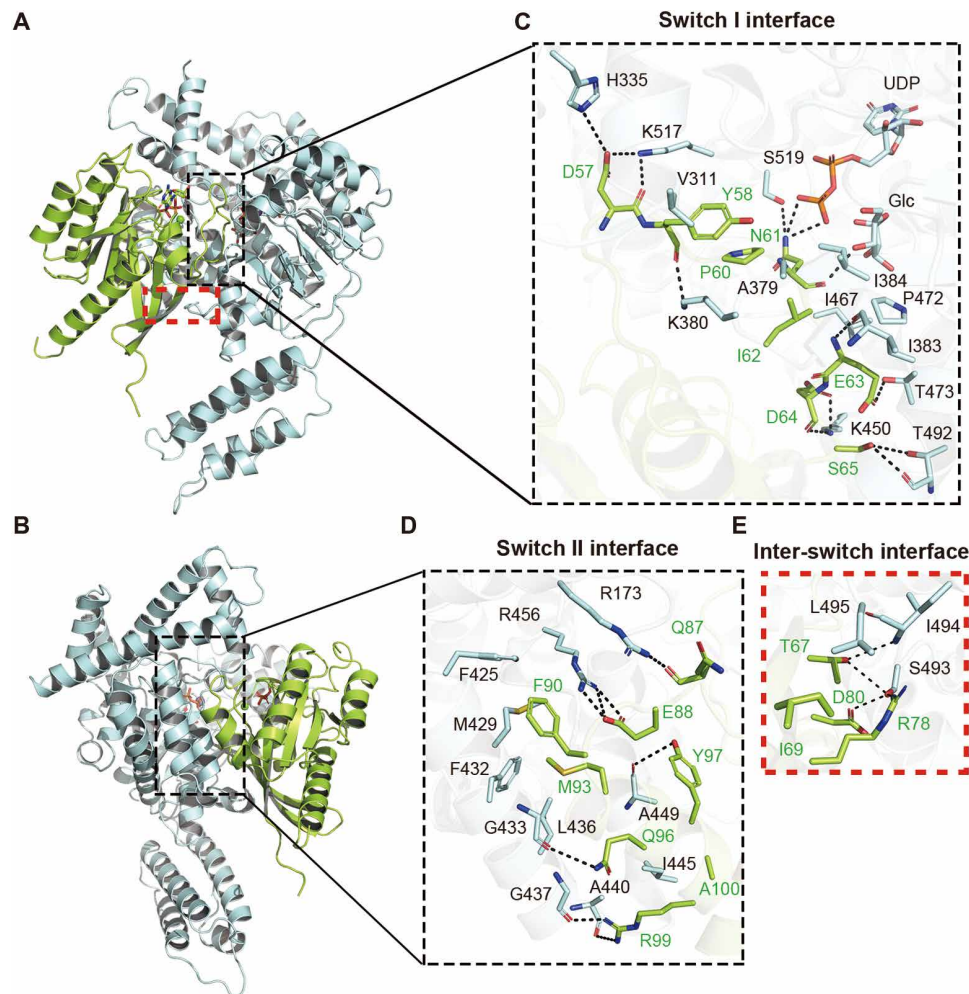 A
C
Switch I interface
H335
UDP
K517
S519
D57
V311
Y58
Glc
N61
P60
A379
I384
I467
P472
K380
I62
I383
E63
T473
D64
K450
T492
S65
B
D
Switch II interface
E
Inter-switch interface
R173
R456
Q87
F425
F90
E88
M429
Y97
F432
M93
A449
G433
L436
Q96
I445
G437
A440
A100
R99
L495
I494
T67
S493
D80
R78
I69